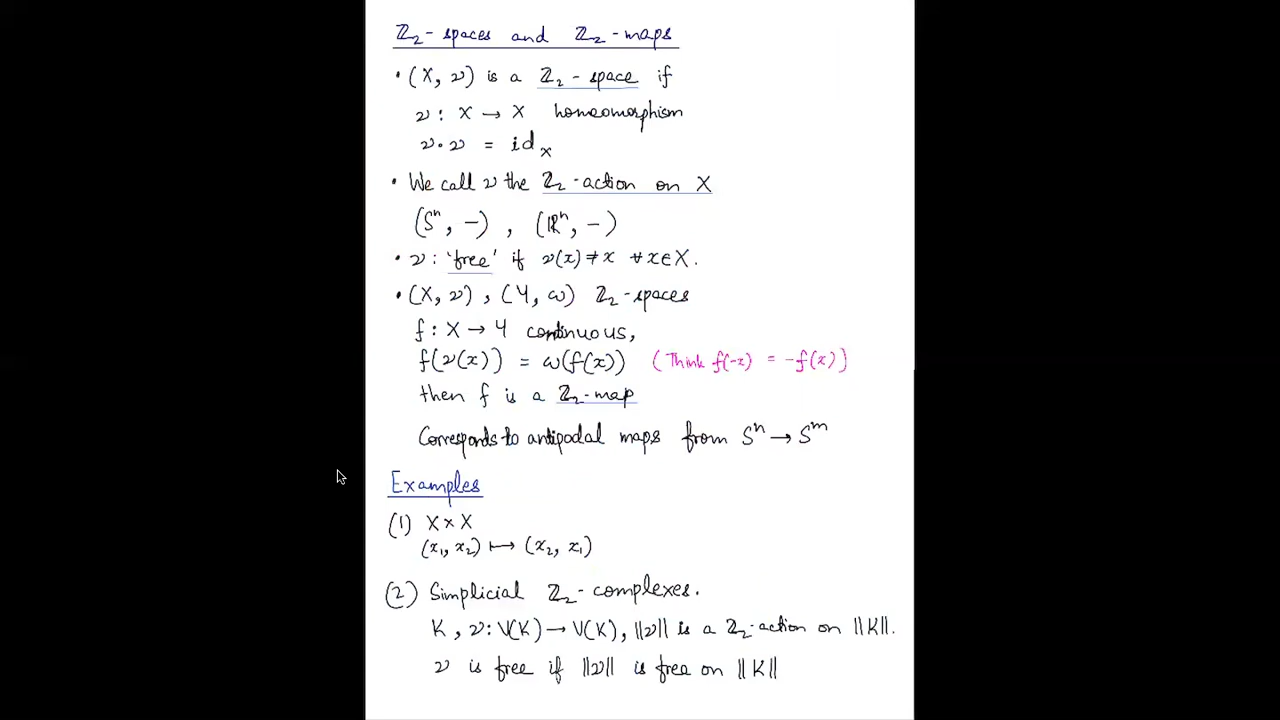 ℤ₂-spaces and ℤ₂-maps
• (X, ν) is a ℤ₂-space if
ν : X → X homeomorphism
ν·ν = id_X
• We call ν the ℤ₂-action on X
(Sⁿ, −) , (ℝⁿ, −)
• ν : 'free' if ν(x) ≠ x ∀x∈X.
• (X, ν) , (Y, ω) ℤ₂-spaces
f : X → Y continuous,
f(ν(x)) = ω(f(x)) (Think f(-x) = -f(x))
then f is a ℤ₂-map
Corresponds to antipodal maps from Sⁿ → Sᵐ
Examples
(1) X × X
(x₁, x₂) ↦ (x₂, x₁)
(2) Simplicial ℤ₂-complexes.
K , ν : V(K) → V(K), ||ν|| is a ℤ₂-action on ||K||.
ν is free if ||ν|| is free on ||K||